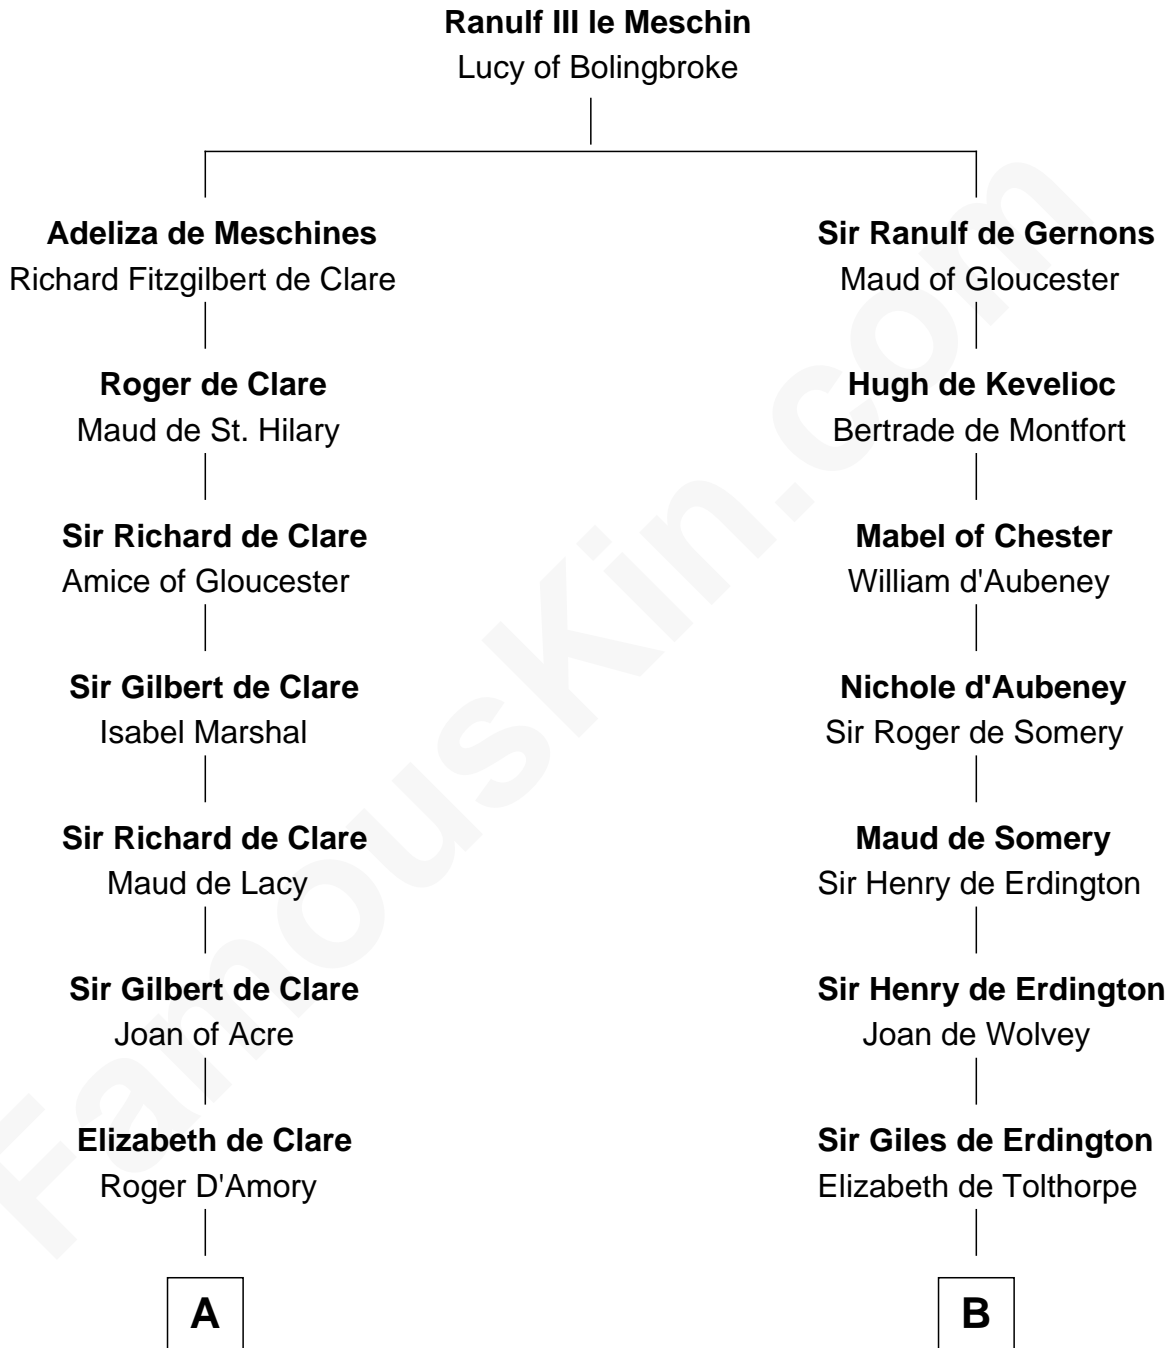 Ranulf III le Meschin
Lucy of Bolingbroke
Adeliza de Meschines
Richard Fitzgilbert de Clare
Sir Ranulf de Gernons
Maud of Gloucester
Roger de Clare
Maud de St. Hilary
Hugh de Kevelioc
Bertrade de Montfort
Sir Richard de Clare
Amice of Gloucester
Mabel of Chester
William d'Aubeney
Sir Gilbert de Clare
Isabel Marshal
Nichole d'Aubeney
Sir Roger de Somery
Sir Richard de Clare
Maud de Lacy
Maud de Somery
Sir Henry de Erdington
Sir Gilbert de Clare
Joan of Acre
Sir Henry de Erdington
Joan de Wolvey
Elizabeth de Clare
Roger D'Amory
Sir Giles de Erdington
Elizabeth de Tolthorpe
A
B
FamousKin.com